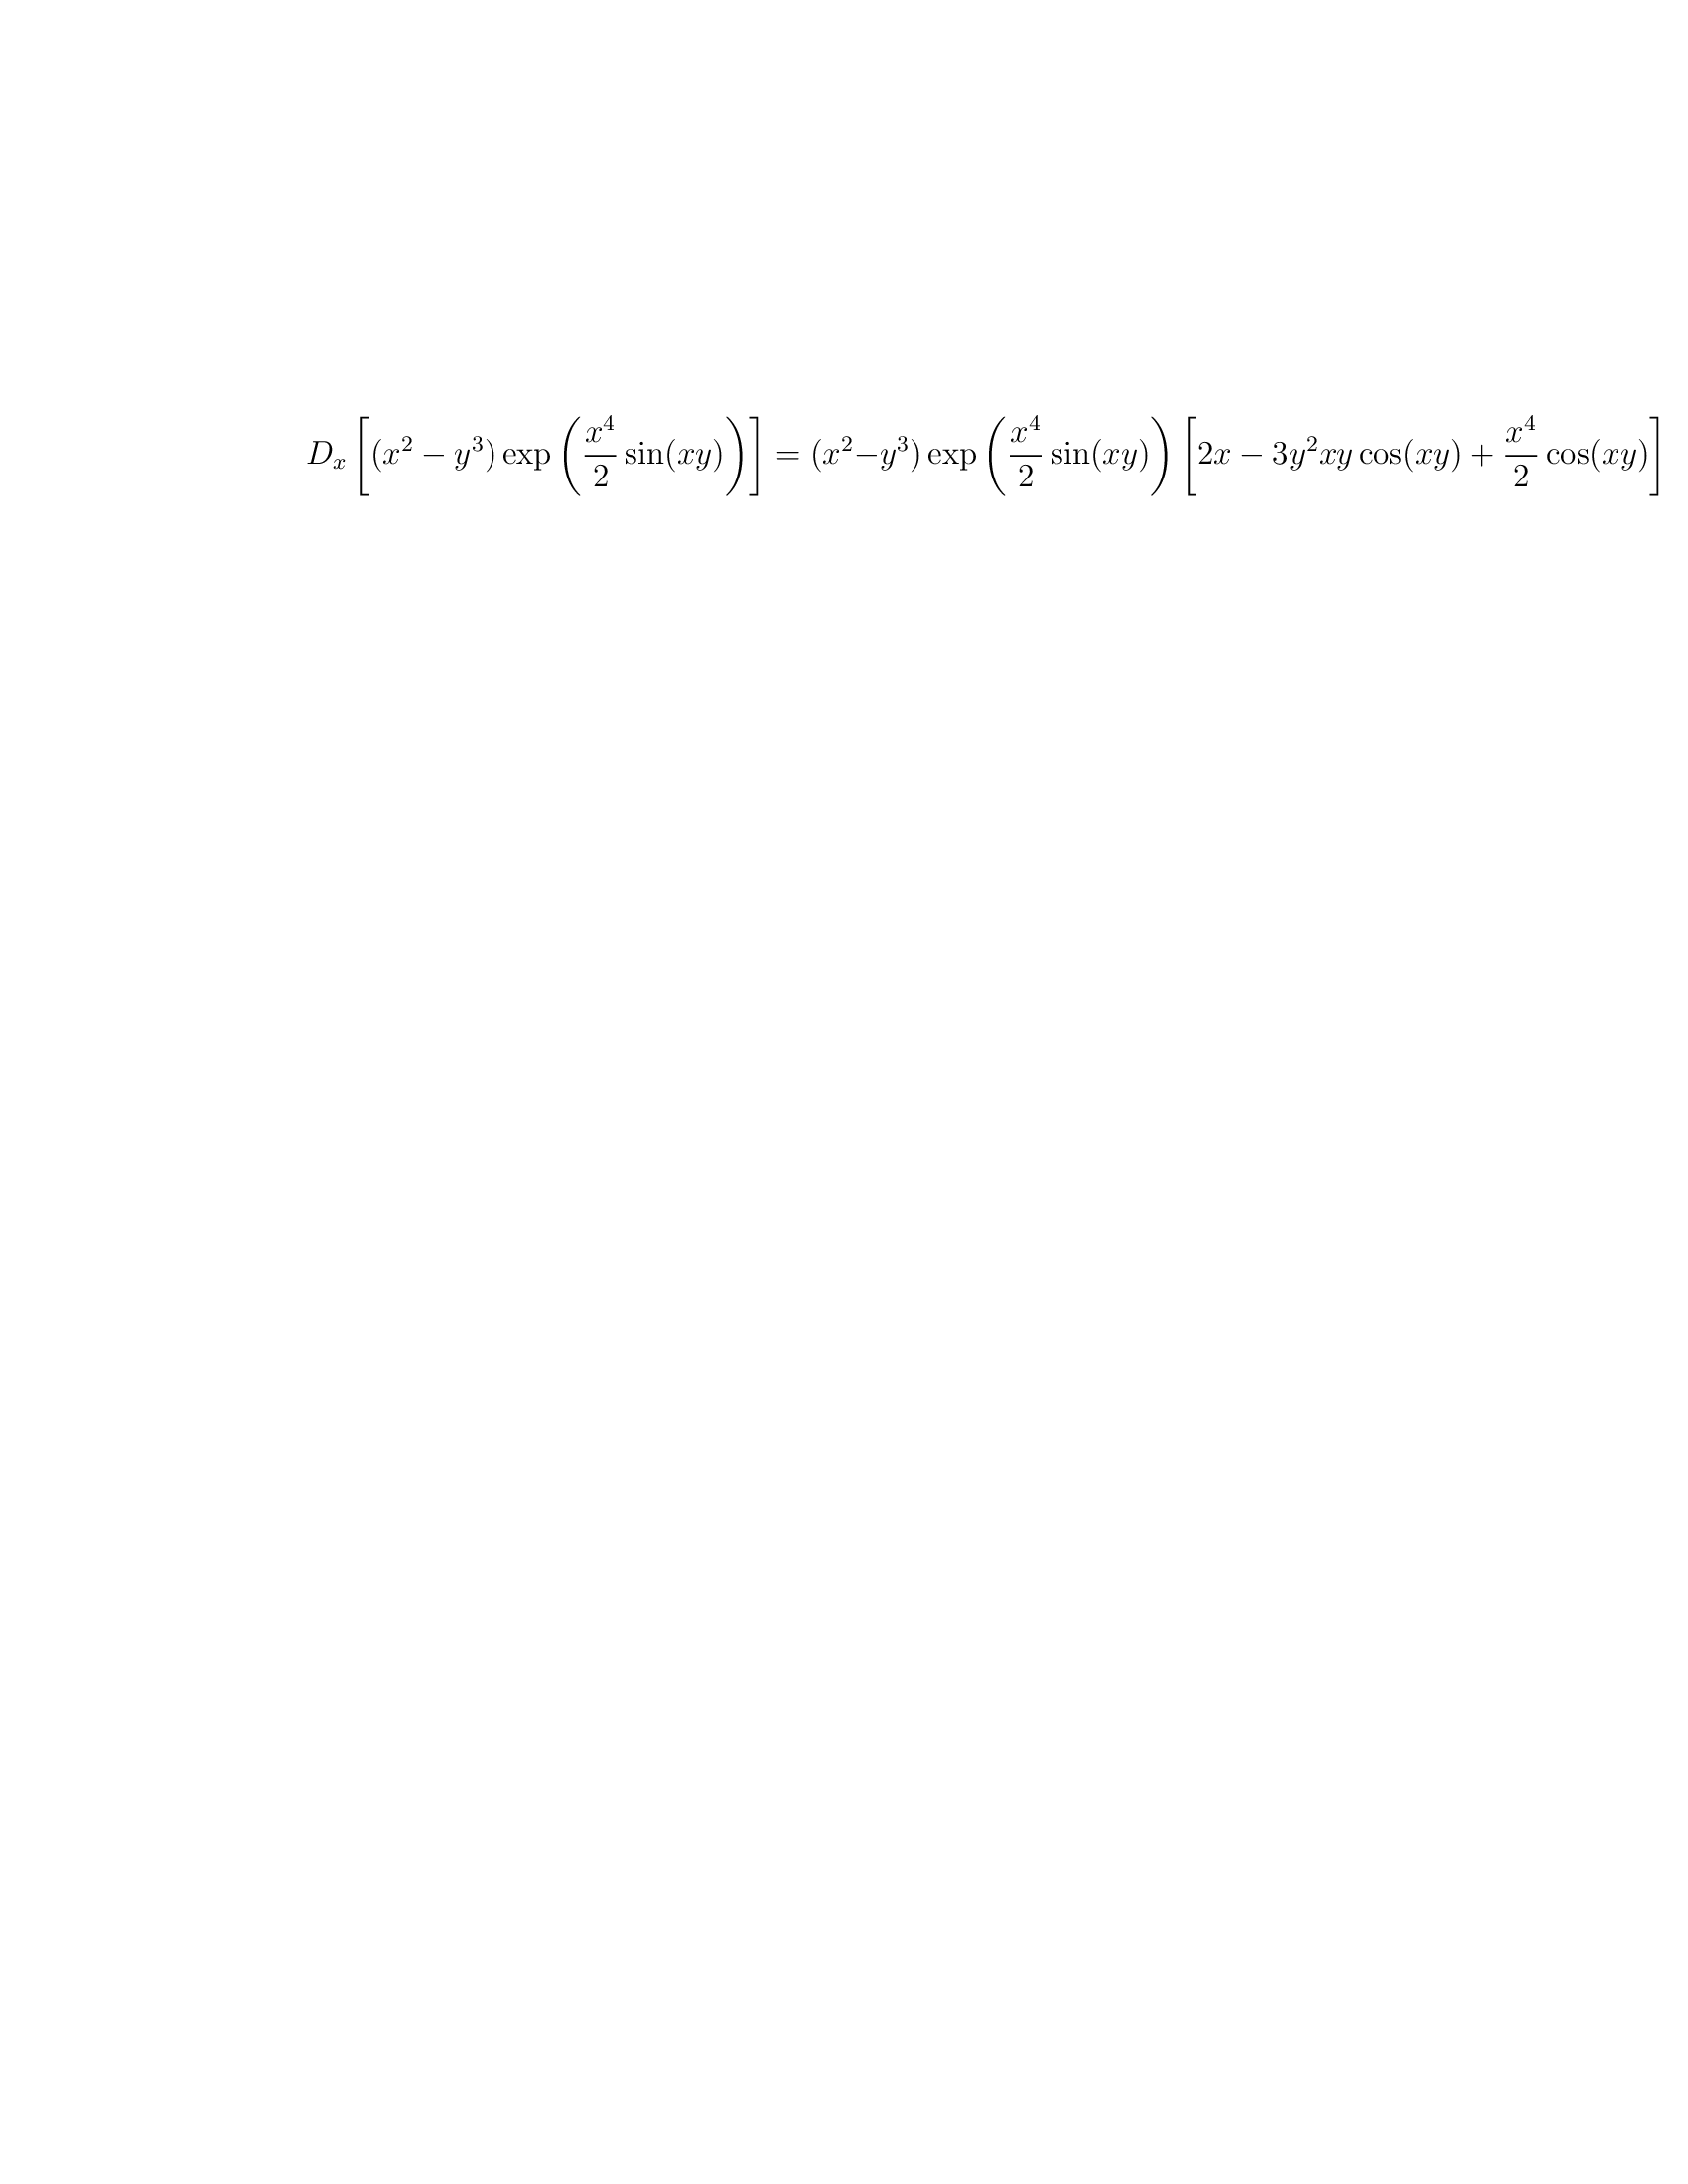 $D_x \left[ (x^2 - y^3) \exp \left( \frac{x^4}{2} \sin(xy) \right) \right] = (x^2 - y^3) \exp \left( \frac{x^4}{2} \sin(xy) \right) \left[ 2x - 3y^2 xy \cos(xy) + \frac{x^4}{2} \cos(xy) \right]$